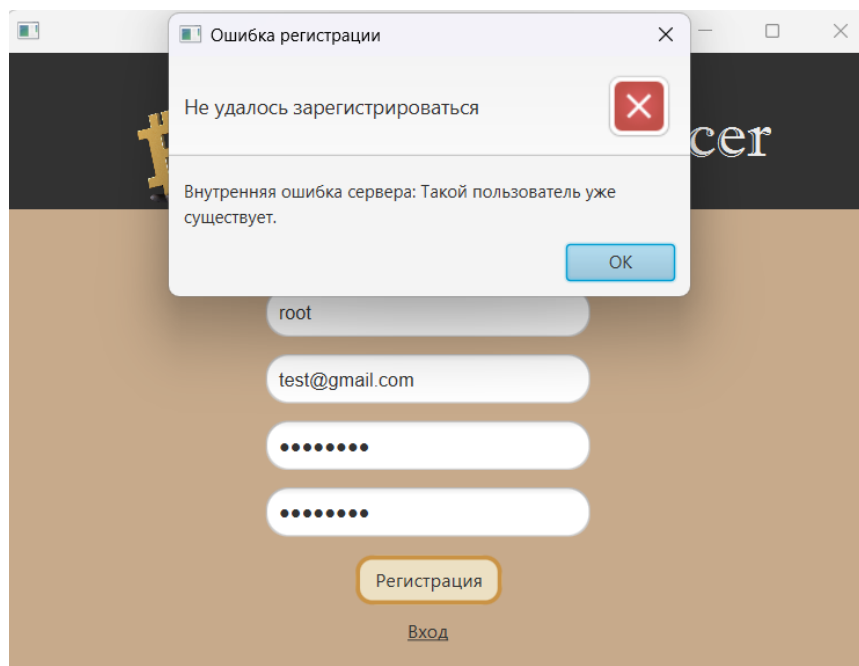 Ошибка регистрации
Не удалось зарегистрироваться
cer
Внутренняя ошибка сервера: Такой пользователь уже
существует.
ОК
root
test@gmail.com
••••••••
••••••••
Регистрация
Вход